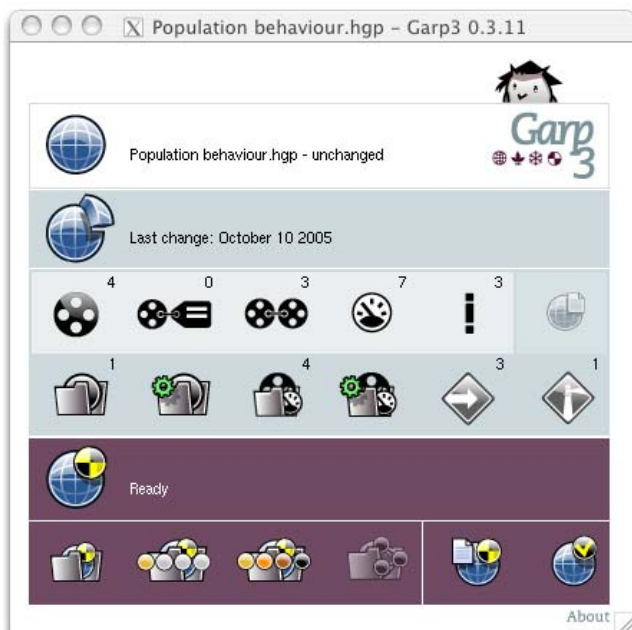 Population behaviour.hgp - Garp3 0.3.11
Garp
3
Population behaviour.hgp - unchanged
Last change: October 10 2005
4 0 3 7 3
1 4 3 1
Ready
About